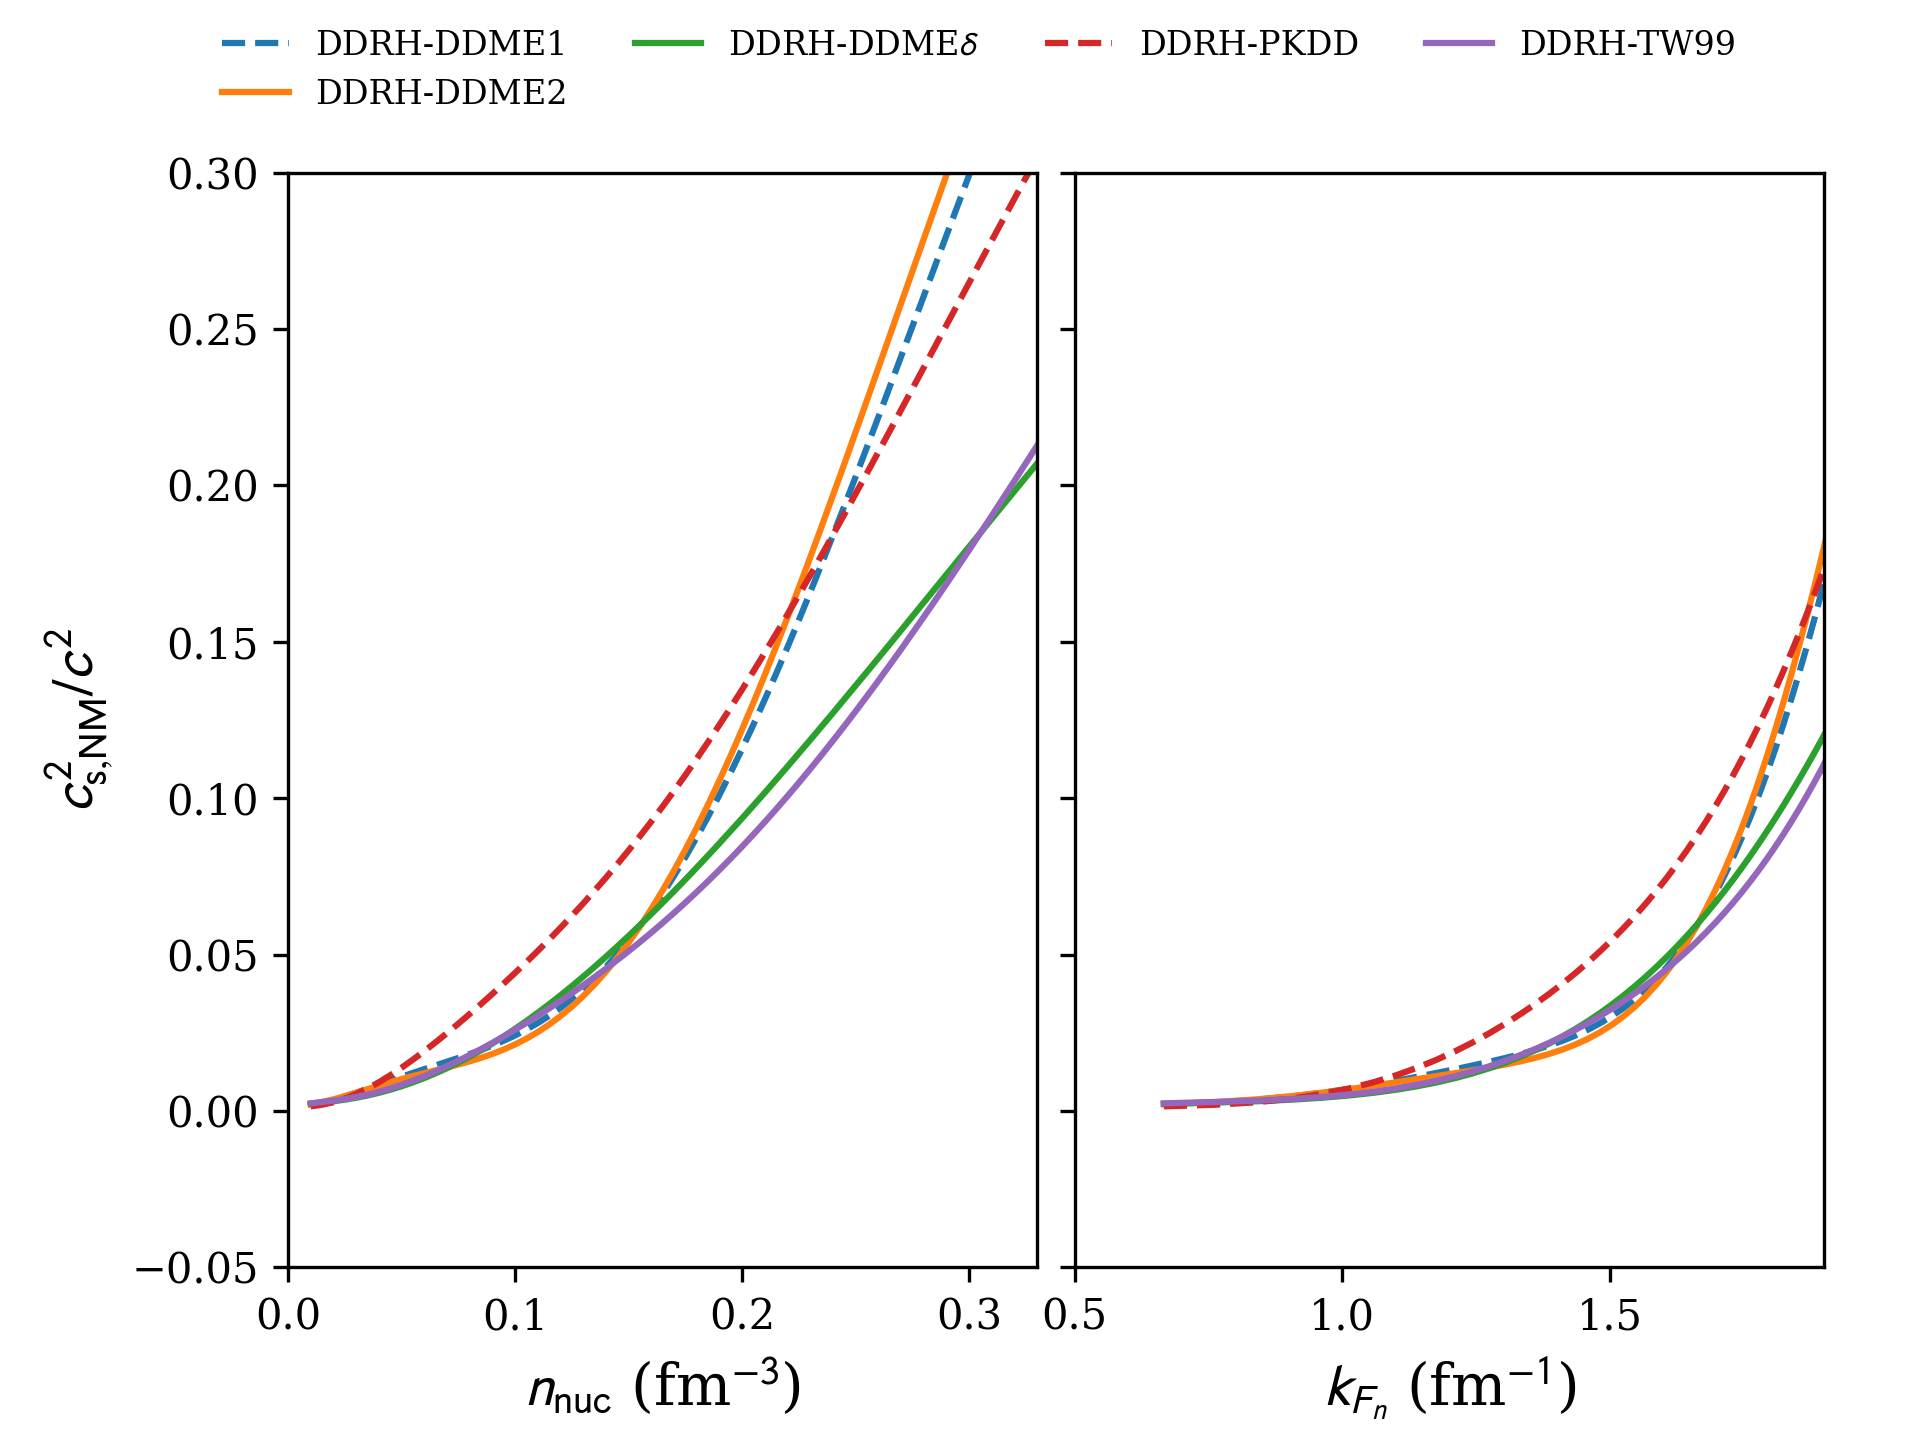 DDRH-DDME1 DDRH-DDMEδ DDRH-PKDD DDRH-TW99
DDRH-DDME2
0.30
0.25
0.20
0.15
0.10
0.05
0.00
−0.05
c²s,NM/c²
0.0 0.1 0.2 0.3 0.5 1.0 1.5
nnuc (fm⁻³) kFn (fm⁻¹)